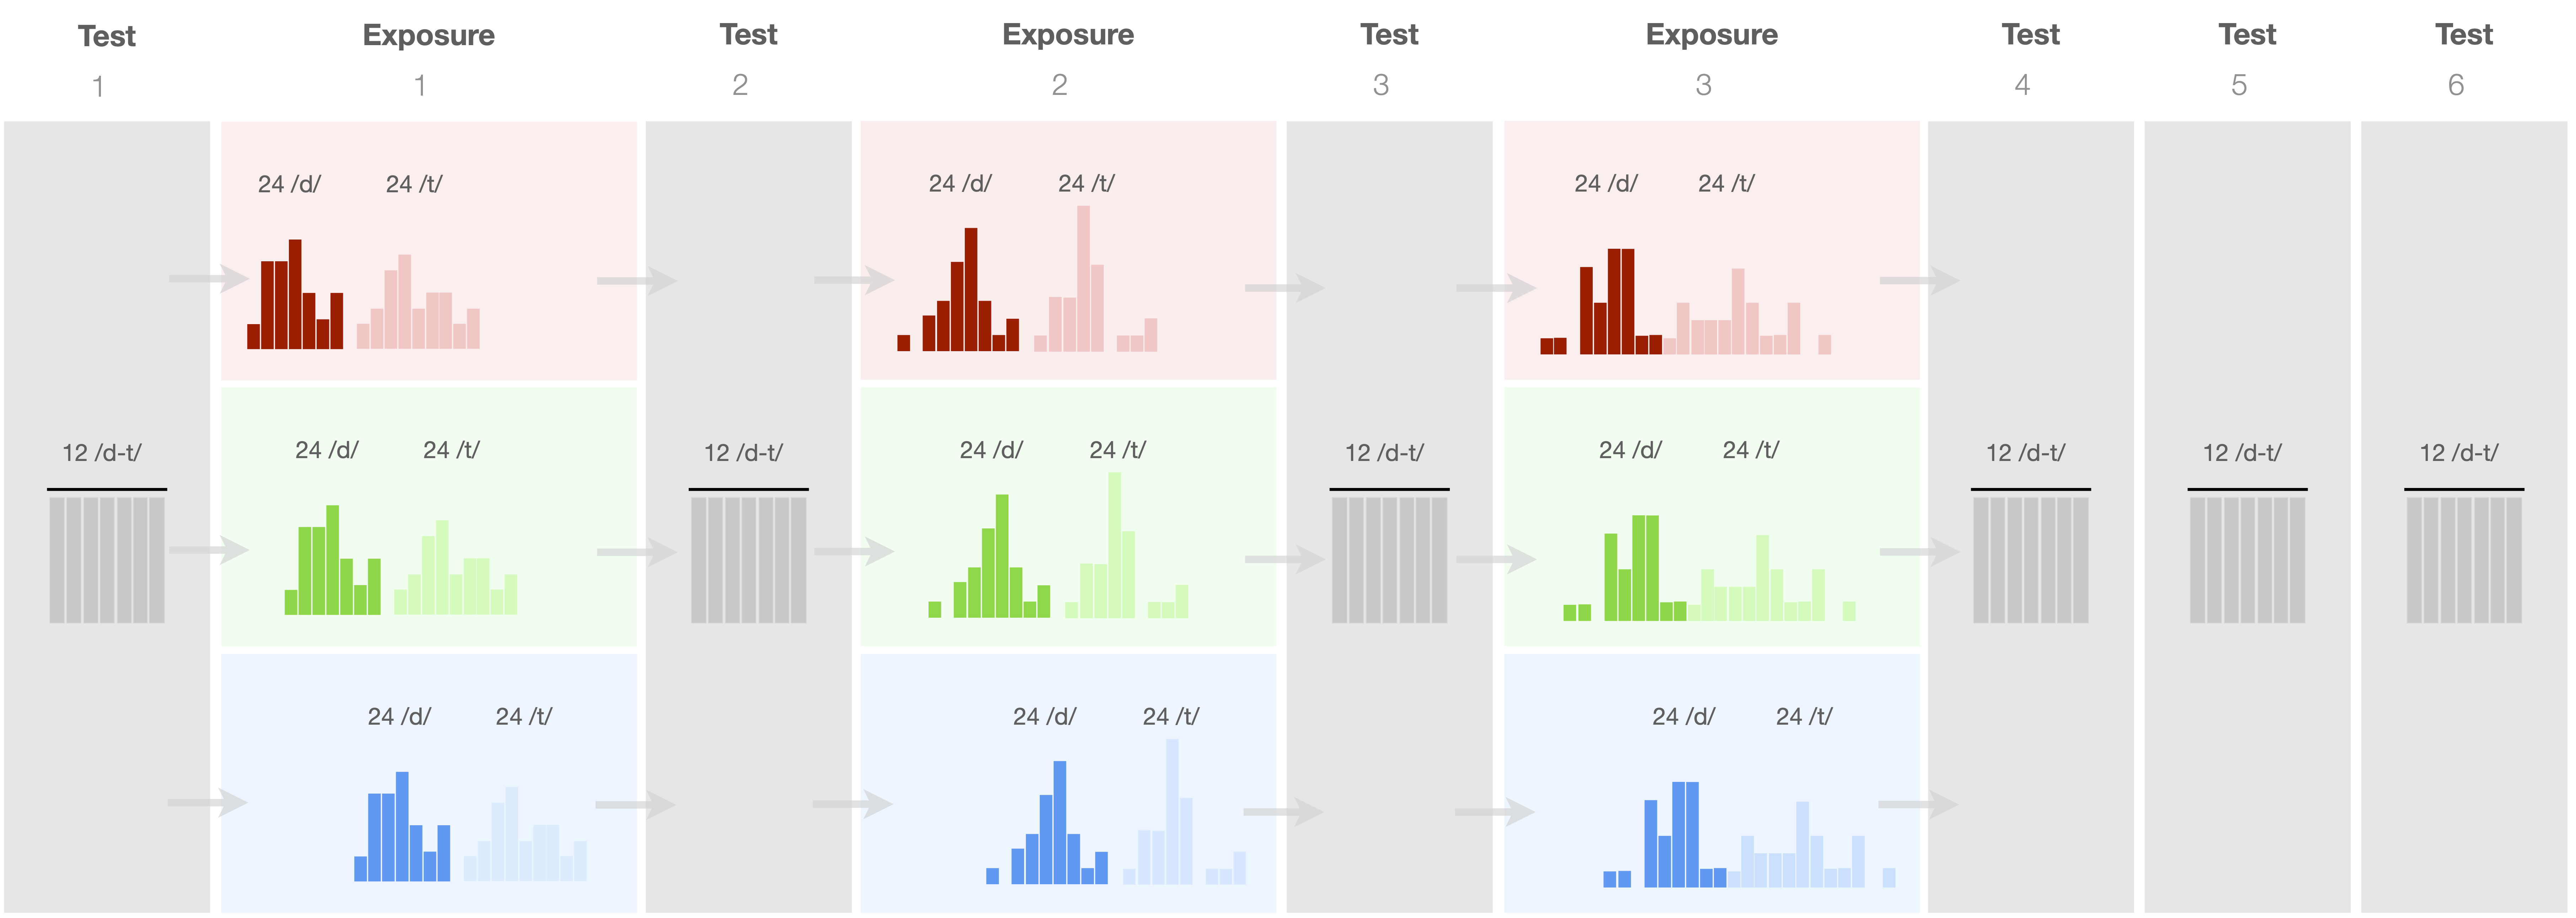 Test Exposure Test Exposure Test Exposure Test Test Test
1 1 2 2 3 3 4 5 6
24 /d/ 24 /t/ 24 /d/ 24 /t/ 24 /d/ 24 /t/
12 /d-t/ 24 /d/ 24 /t/ 12 /d-t/ 24 /d/ 24 /t/ 12 /d-t/ 24 /d/ 24 /t/ 12 /d-t/ 12 /d-t/ 12 /d-t/
24 /d/ 24 /t/ 24 /d/ 24 /t/ 24 /d/ 24 /t/